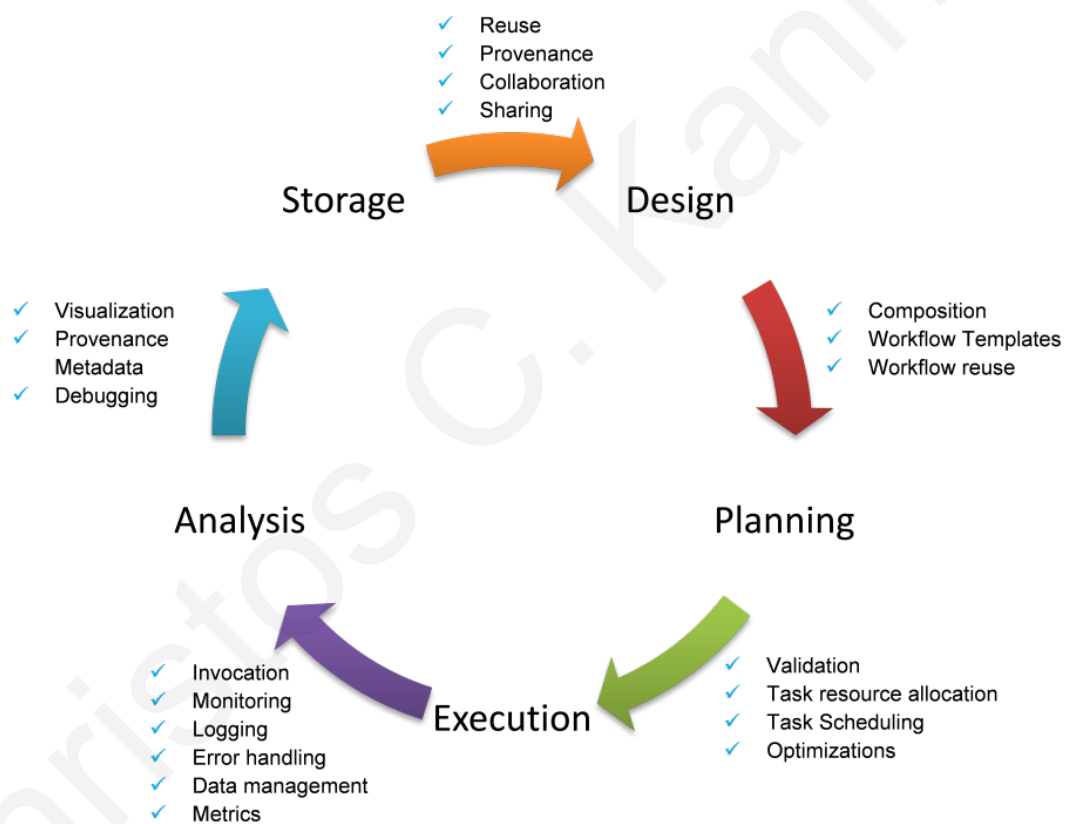 Reuse
Provenance
Collaboration
Sharing
Storage
Design
Visualization
Provenance
Metadata
Debugging
Composition
Workflow Templates
Workflow reuse
Analysis
Planning
Invocation
Monitoring
Logging
Error handling
Data management
Metrics
Execution
Validation
Task resource allocation
Task Scheduling
Optimizations